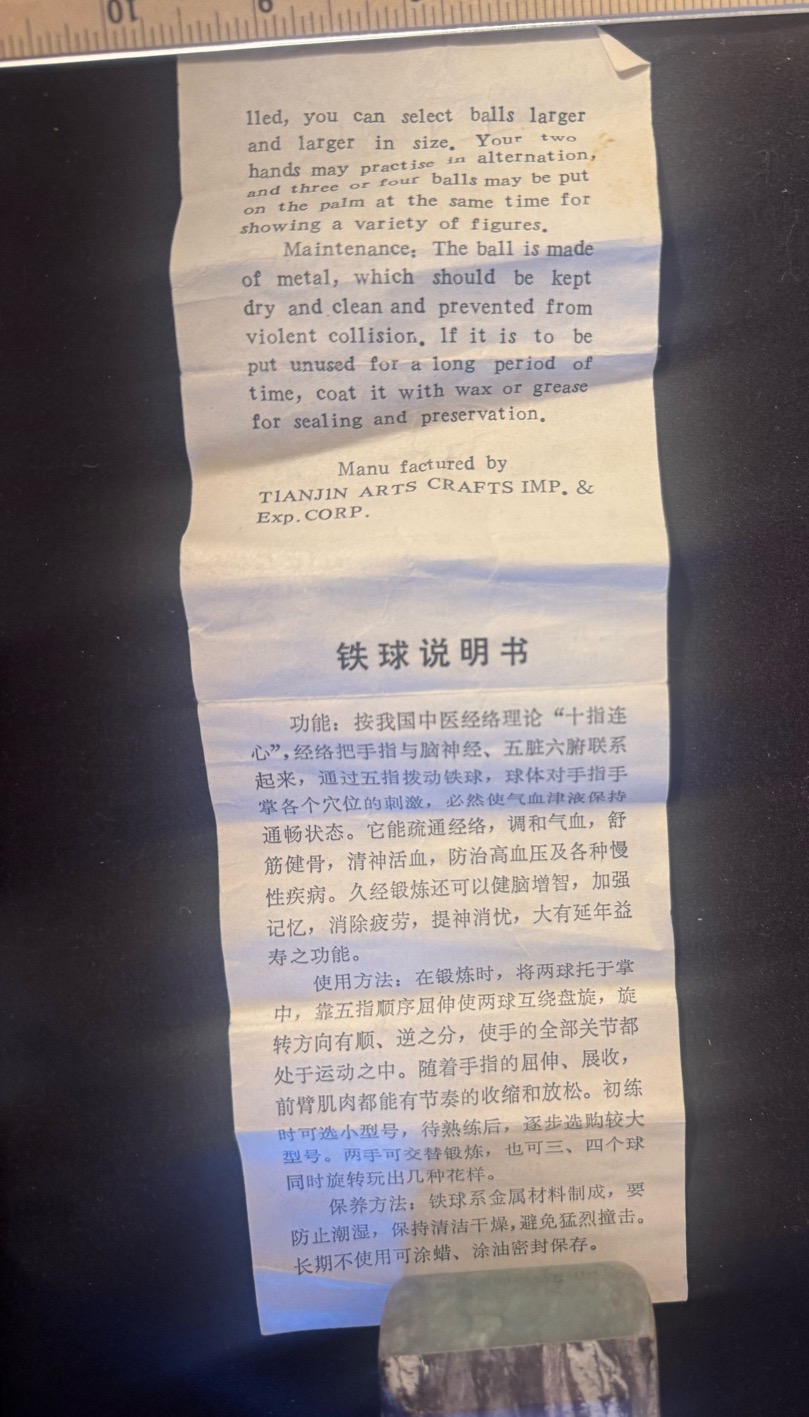 10
9
lled, you can select balls larger
and larger in size. Your two
hands may practise in alternation,
and three or four balls may be put
on the palm at the same time for
showing a variety of figures.
Maintenance: The ball is made
of metal, which should be kept
dry and clean and prevented from
violent collision. If it is to be
put unused for a long period of
time, coat it with wax or grease
for sealing and preservation.
Manu factured by
TIANJIN ARTS CRAFTS IMP. &
Exp. CORP.
铁球说明书
功能：按我国中医经络理论“十指连
心”，经络把手指与脑神经、五脏六腑联系
起来，通过五指拨动铁球，球体对手指手
掌各个穴位的刺激，必然使气血津液保持
通畅状态。它能疏通经络，调和气血，舒
筋健骨，清神活血，防治高血压及各种慢
性疾病。久经锻炼还可以健脑增智，加强
记忆，消除疲劳，提神消忧，大有延年益
寿之功能。
使用方法：在锻炼时，将两球托于掌
中，靠五指顺序屈伸使两球互绕盘旋，旋
转方向有顺、逆之分，使手的全部关节都
处于运动之中。随着手指的屈伸、展收，
前臂肌肉都能有节奏的收缩和放松。初练
时可选小型号，待熟练后，逐步选购较大
型号。两手可交替锻炼，也可三、四个球
同时旋转玩出几种花样。
保养方法：铁球系金属材料制成，要
防止潮湿，保持清洁干燥，避免猛烈撞击。
长期不使用可涂蜡、涂油密封保存。